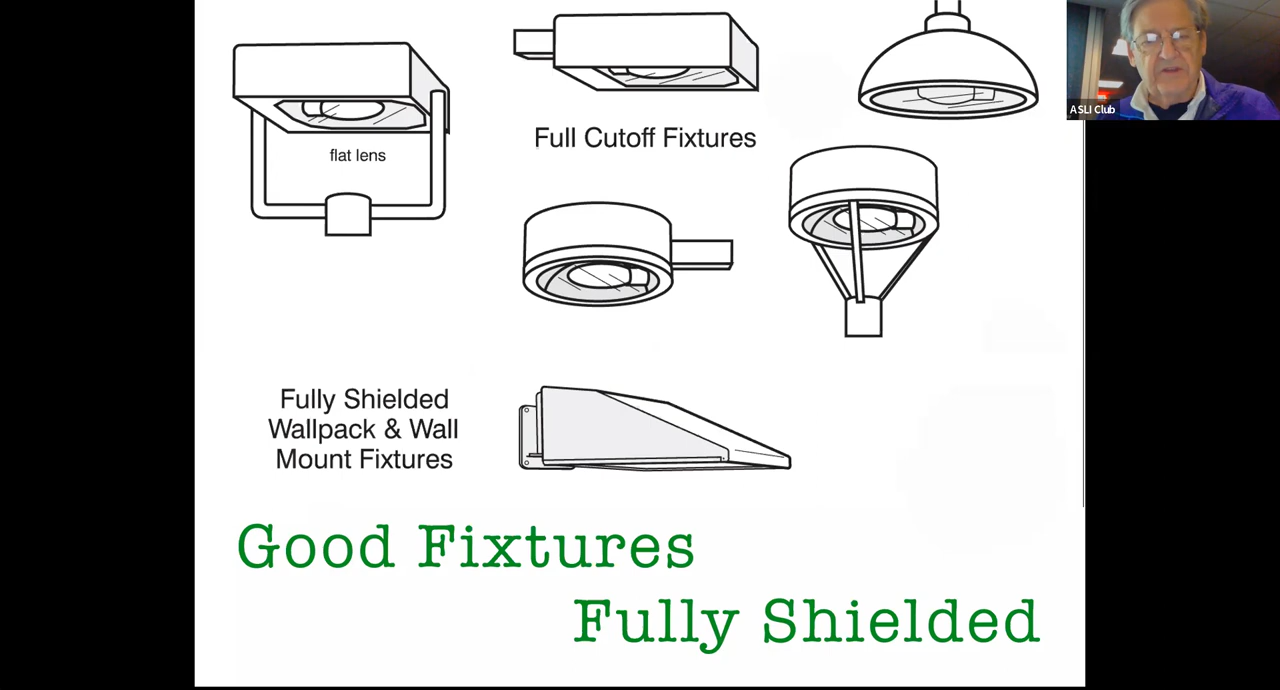 ASLI Club
Full Cutoff Fixtures
flat lens
Fully Shielded
Wallpack & Wall
Mount Fixtures
Good Fixtures
Fully Shielded